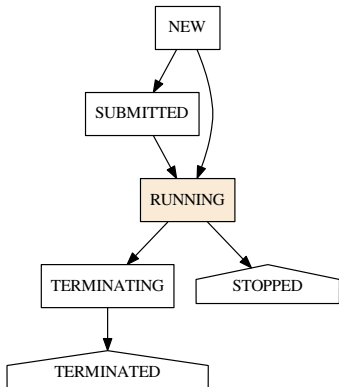 NEW
SUBMITTED
RUNNING
TERMINATING
STOPPED
TERMINATED